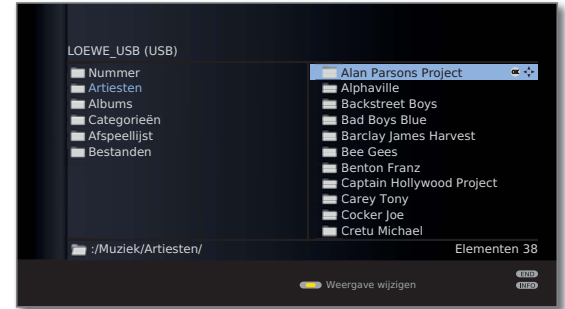 LOEWE_USB (USB)
Nummer
Artiesten
Albums
Categorieën
Afspeellijst
Bestanden
Alan Parsons Project
OK
Alphaville
Backstreet Boys
Bad Boys Blue
Barclay James Harvest
Bee Gees
Benton Franz
Captain Hollywood Project
Carey Tony
Cocker Joe
Cretu Michael
:/Muziek/Artiesten/
Elementen 38
END
Weergave wijzigen
INFO